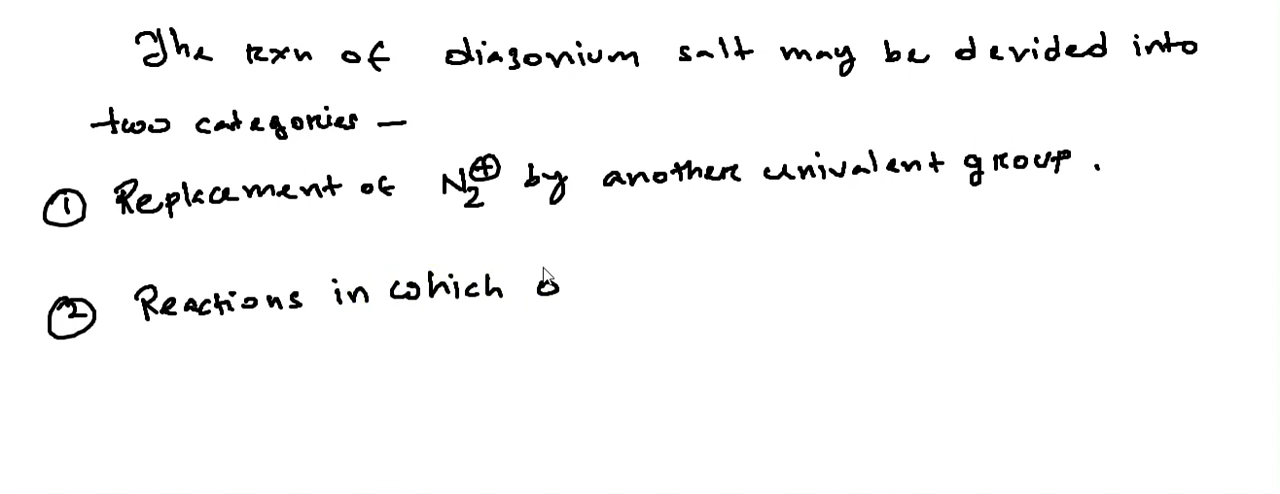 The rxn of diazonium salt may be devided into
two categories —
① Replacement of N₂⊕ by another univalent group.
② Reactions in which